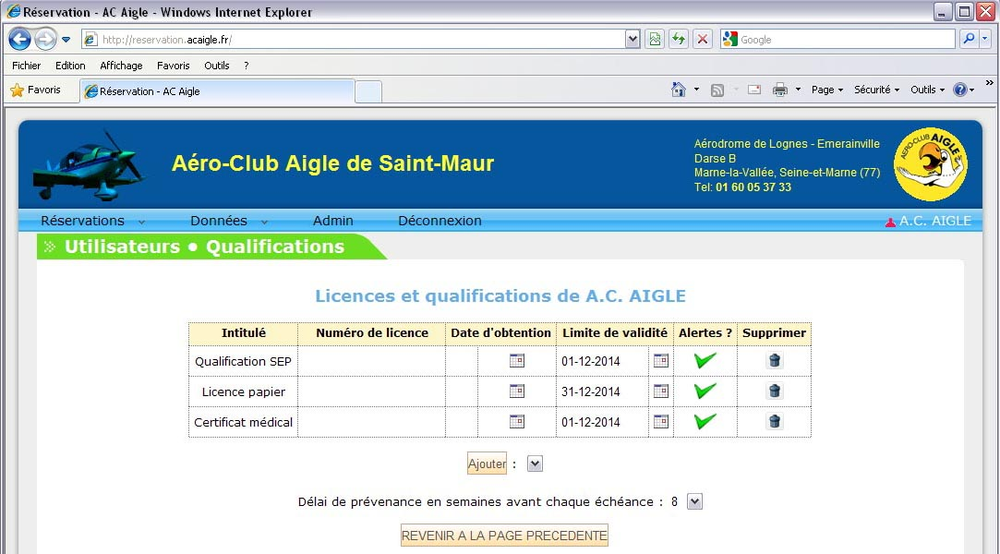 Réservation - AC Aigle - Windows Internet Explorer
http://reservation.acaigle.fr/
Google
Fichier Edition Affichage Favoris Outils ?
Favoris
Réservation - AC Aigle
Page Sécurité Outils ? »
Aéro-Club Aigle de Saint-Maur
Aérodrome de Lognes - Emerainville
Darse B
Marne-la-Vallée, Seine-et-Marne (77)
Tel: 01 60 05 37 33
AERO-CLUB AIGLE
Réservations Données Admin Déconnexion A.C. AIGLE
Utilisateurs • Qualifications
Licences et qualifications de A.C. AIGLE
Intitulé Numéro de licence Date d'obtention Limite de validité Alertes ? Supprimer
Qualification SEP 01-12-2014
Licence papier 31-12-2014
Certificat médical 01-12-2014
Ajouter :
Délai de prévenance en semaines avant chaque échéance : 8
REVENIR A LA PAGE PRECEDENTE